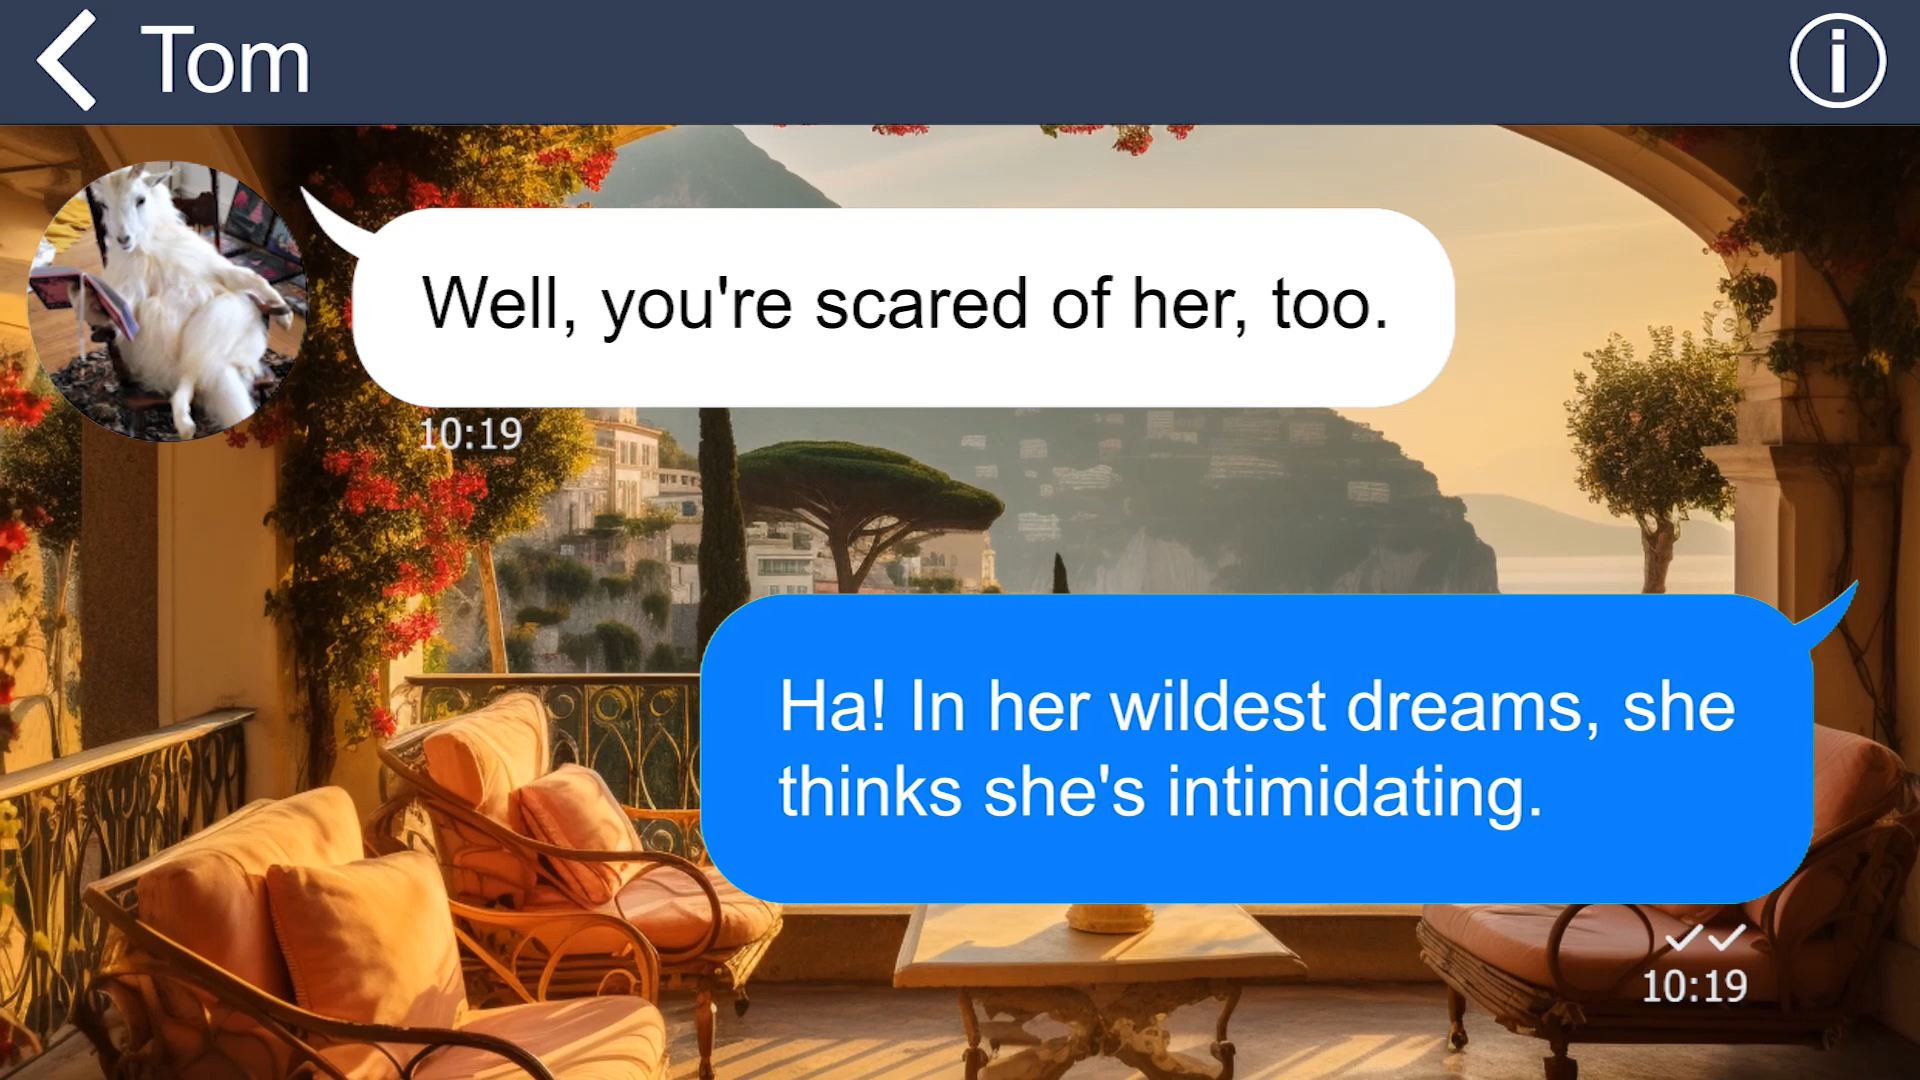 Tom
Well, you're scared of her, too.
10:19
Ha! In her wildest dreams, she
thinks she's intimidating.
10:19